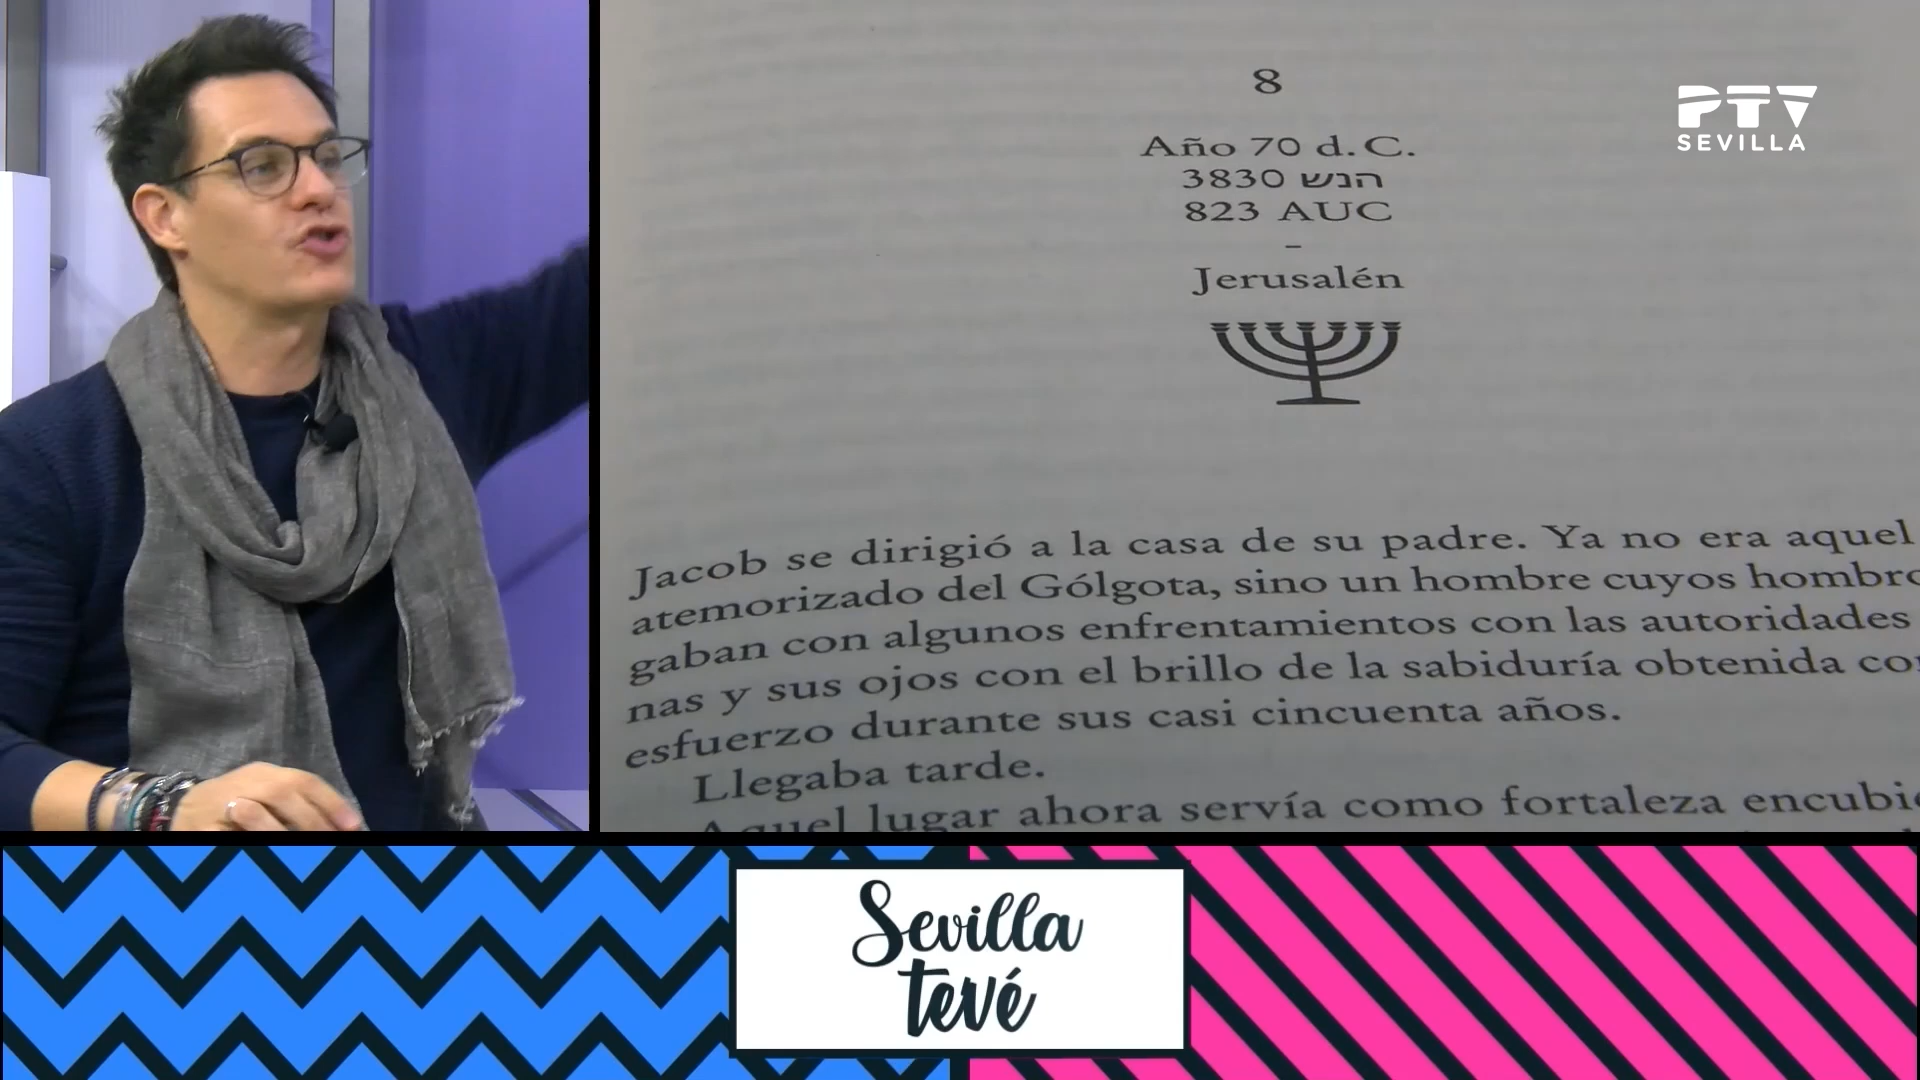 8
Año 70 d. C.
3830 הנש
823 AUC
–
Jerusalén
PTV
SEVILLA
Jacob se dirigió a la casa de su padre. Ya no era aquel
atemorizado del Gólgota, sino un hombre cuyos hombro
gaban con algunos enfrentamientos con las autoridades
nas y sus ojos con el brillo de la sabiduría obtenida co
esfuerzo durante sus casi cincuenta años.
Llegaba tarde.
Aquel lugar ahora servía como fortaleza encubi
Sevilla
tevé